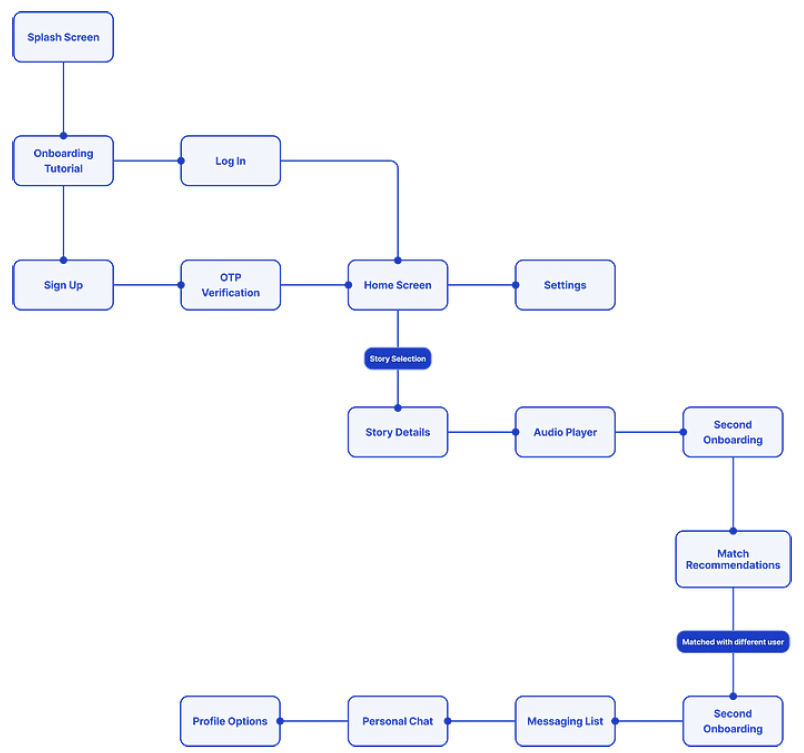 Splash Screen
Onboarding
Tutorial
Log In
Sign Up
OTP
Verification
Home Screen
Settings
Story Selection
Story Details
Audio Player
Second
Onboarding
Match
Recommendations
Matched with different user
Profile Options
Personal Chat
Messaging List
Second
Onboarding